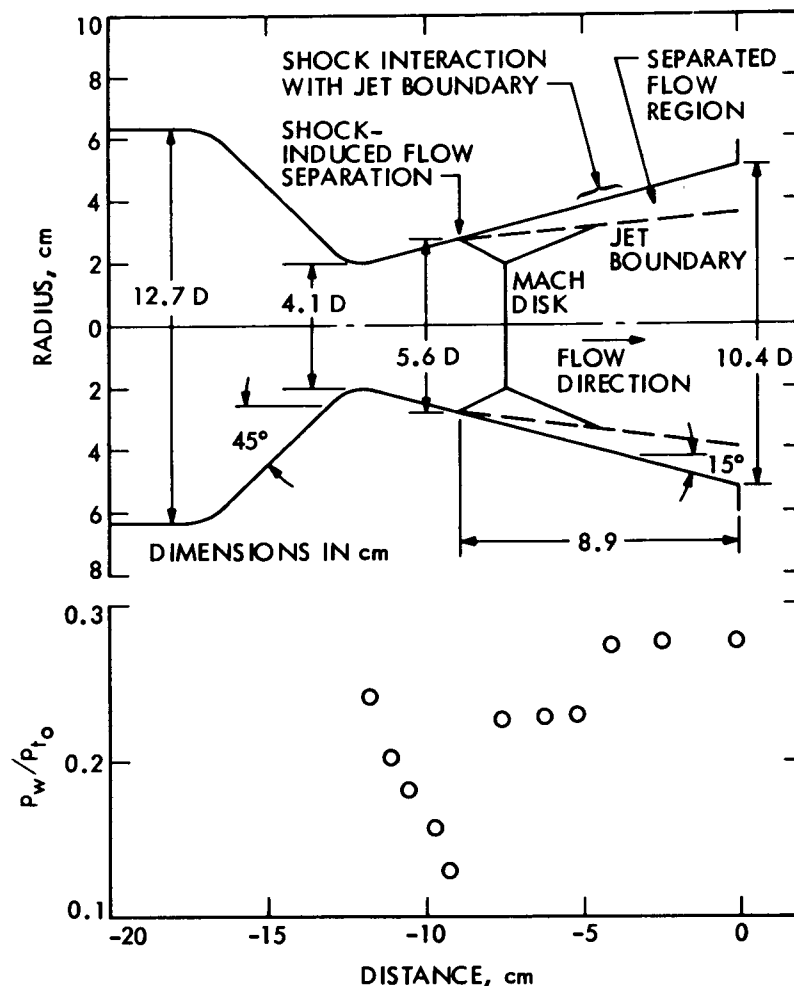 10
8
6
4
2
0
2
4
6
8
RADIUS, cm
SHOCK INTERACTION
WITH JET BOUNDARY
SEPARATED
FLOW
REGION
SHOCK-
INDUCED FLOW
SEPARATION
JET
BOUNDARY
MACH
DISK
12.7 D
4.1 D
5.6 D
10.4 D
FLOW
DIRECTION
45°
15°
8.9
DIMENSIONS IN cm
0.3
0.2
0.1
p_w/p_{t_o}
-20
-15
-10
-5
0
DISTANCE, cm